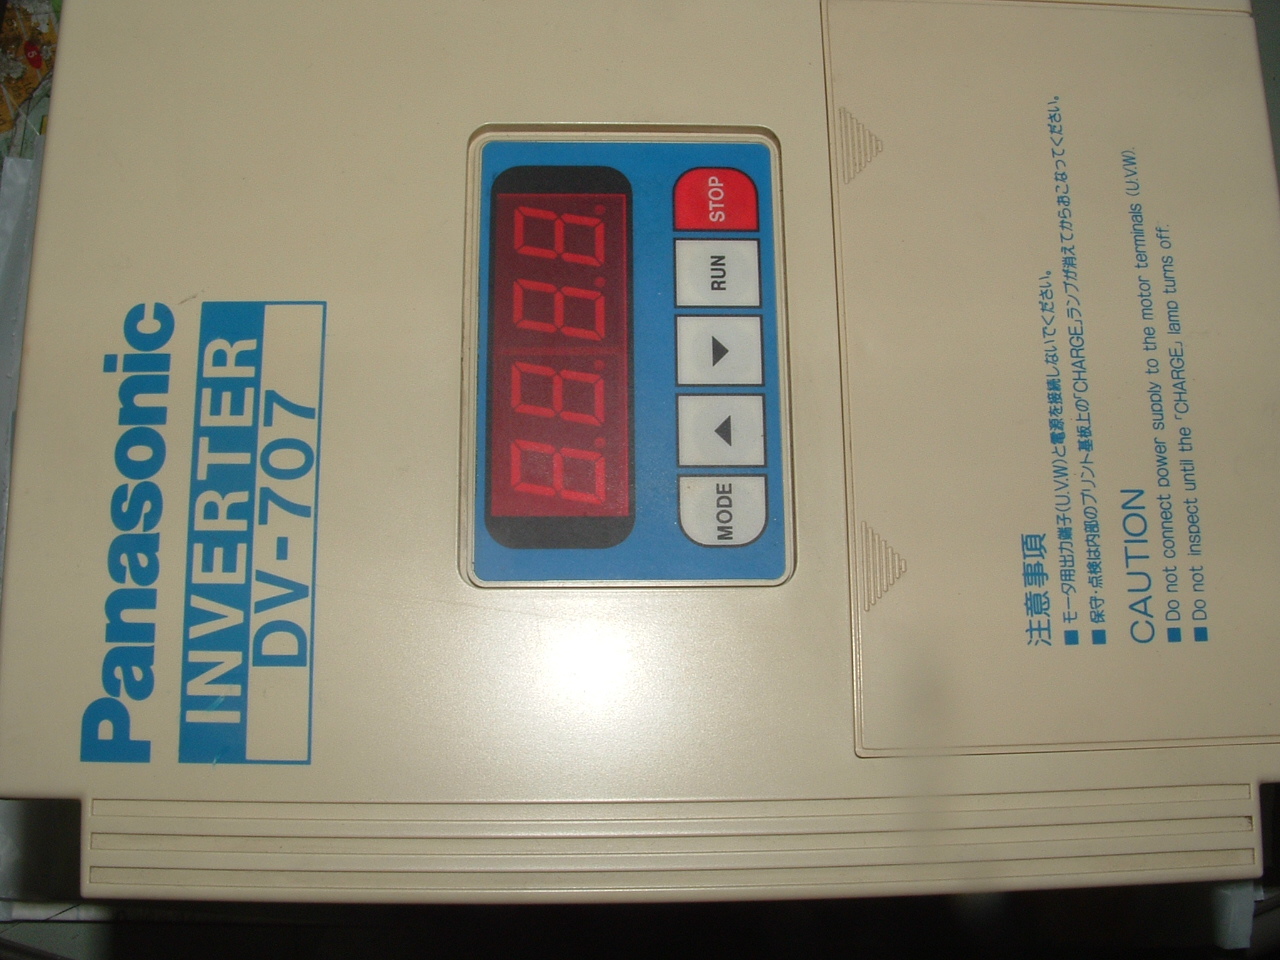 Panasonic
INVERTER
DV-707
8.8.8.8.
MODE ▲ ▼ RUN STOP
注意事項
■ モータ用出力端子(U.V.W)と電源を接続しないでください。
■ 保守・点検は内部のプリント基板上の「CHARGE」ランプが消えてからおこなってください。
CAUTION
■ Do not connect power supply to the motor terminals (U.V.W).
■ Do not inspect until the「CHARGE」lamp turns off.